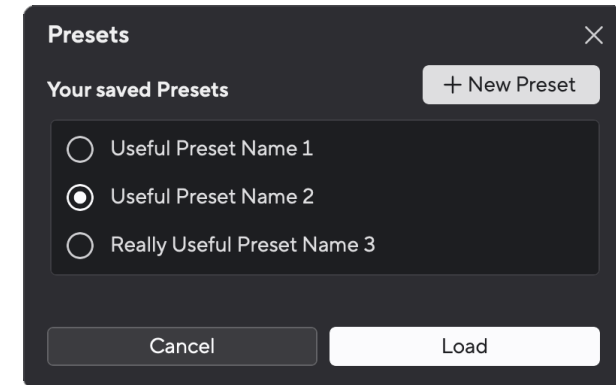 Presets
Your saved Presets
+ New Preset
Useful Preset Name 1
Useful Preset Name 2
Really Useful Preset Name 3
Cancel
Load